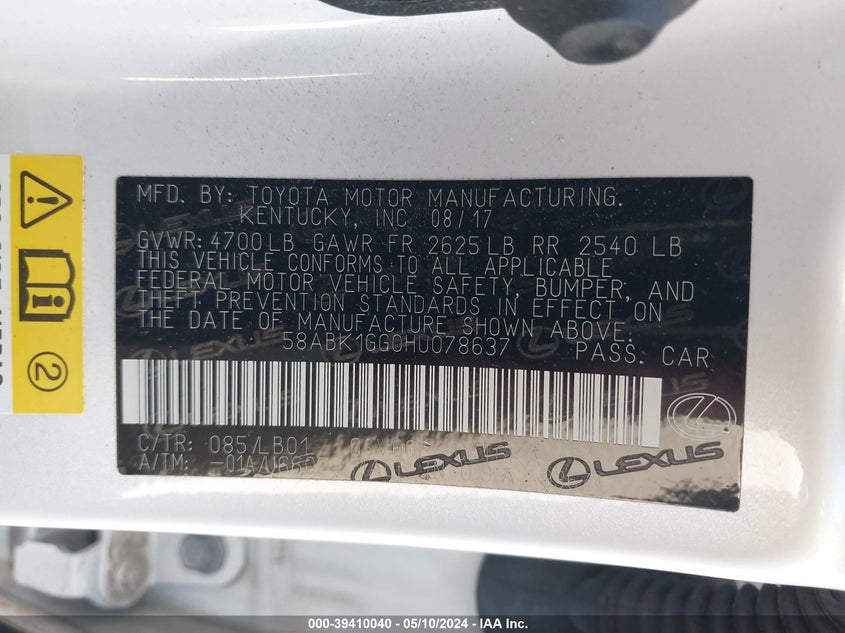 MFD. BY: TOYOTA MOTOR MANUFACTURING.
KENTUCKY, INC 08/17
GVWR: 4700LB GAWR FR 2625LB RR 2540 LB
THIS VEHICLE CONFORMS TO ALL APPLICABLE
FEDERAL MOTOR VEHICLE SAFETY, BUMPER, AND
THEFT PREVENTION STANDARDS IN EFFECT ON
THE DATE OF MANUFACTURE SHOWN ABOVE.
58ABK1GG0HU078637 PASS. CAR
C/TR: 085/LB01
A/TM:
LEXUS LEXUS
2
000-39410040 - 05/10/2024 - IAA Inc.